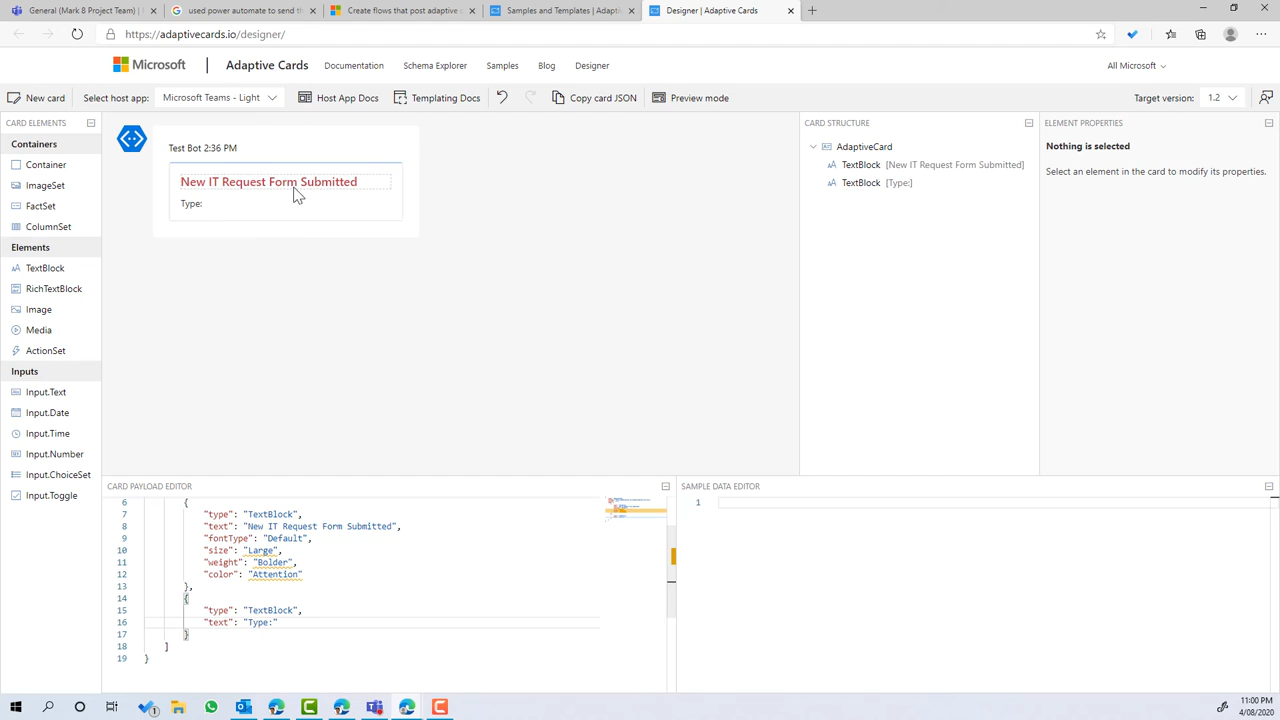 General (Mark 8 Project Team) |
used power automate to send th
Create flows that post adaptive c
Samples and Templates | Adaptiv
Designer | Adaptive Cards
https://adaptivecards.io/designer/
Microsoft
Adaptive Cards
Documentation
Schema Explorer
Samples
Blog
Designer
All Microsoft
New card
Select host app:
Microsoft Teams - Light
Host App Docs
Templating Docs
Copy card JSON
Preview mode
Target version:
1.2
CARD ELEMENTS
Containers
Container
ImageSet
FactSet
ColumnSet
Elements
TextBlock
RichTextBlock
Image
Media
ActionSet
Inputs
Input.Text
Input.Date
Input.Time
Input.Number
Input.ChoiceSet
Input.Toggle
Test Bot 2:36 PM
New IT Request Form Submitted
Type:
CARD STRUCTURE
AdaptiveCard
TextBlock [New IT Request Form Submitted]
TextBlock [Type:]
ELEMENT PROPERTIES
Nothing is selected
Select an element in the card to modify its properties.
CARD PAYLOAD EDITOR
6 {
7 "type": "TextBlock",
8 "text": "New IT Request Form Submitted",
9 "fontType": "Default",
10 "size": "Large",
11 "weight": "Bolder",
12 "color": "Attention"
13 },
14 {
15 "type": "TextBlock",
16 "text": "Type:"
17 }
18 ]
19 }
SAMPLE DATA EDITOR
1
11:00 PM
4/08/2020